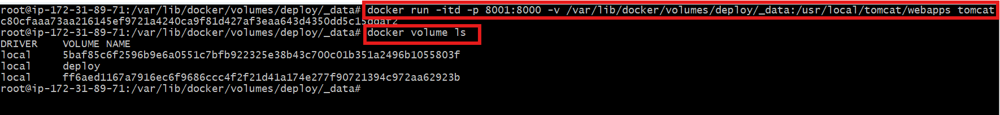 root@ip-172-31-89-71:/var/lib/docker/volumes/deploy/_data# docker run -itd -p 8001:8000 -v /var/lib/docker/volumes/deploy/_data:/usr/local/tomcat/webapps tomcat
c80cfaaa73aa216145ef9721a4240ca9f81d427af3eaa643d4350dd5c15ddaf2
root@ip-172-31-89-71:/var/lib/docker/volumes/deploy/_data# docker volume ls
DRIVER    VOLUME NAME
local     5baf85c6f2596b9e6a0551c7bfb922325e38b43c700c01b351a2496b1055803f
local     deploy
local     ff6aed1167a7916ec6f9686ccc4f2f21d41a174e277f90721394c972aa62923b
root@ip-172-31-89-71:/var/lib/docker/volumes/deploy/_data#